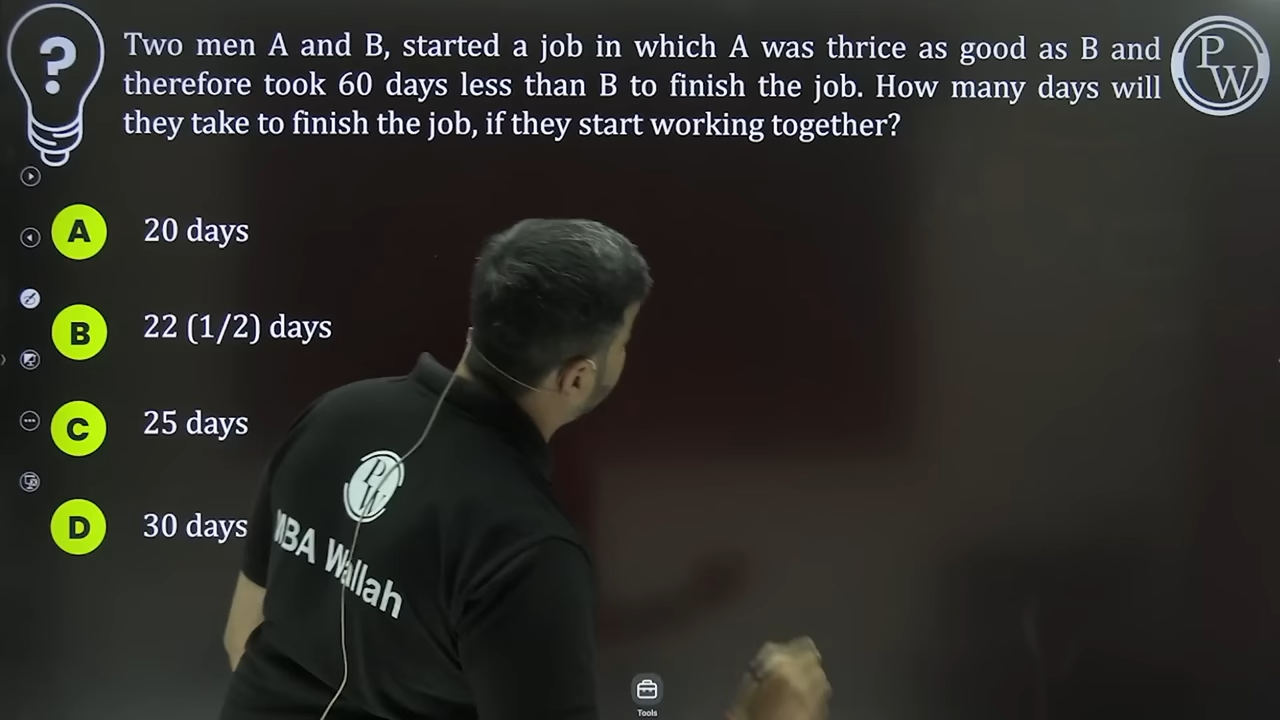 ?
Two men A and B, started a job in which A was thrice as good as B and
therefore took 60 days less than B to finish the job. How many days will
they take to finish the job, if they start working together?
P
W
A 20 days
B 22 (1/2) days
C 25 days
D 30 days
P
W
MBA Wallah
Tools